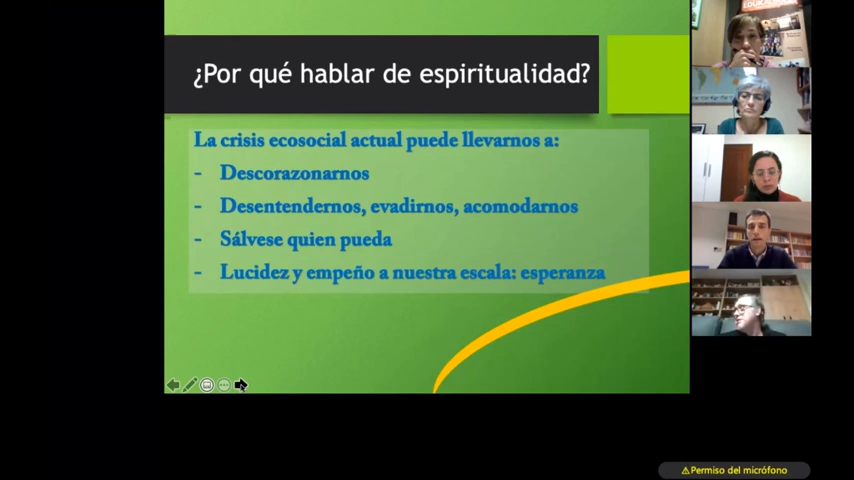 ¿Por qué hablar de espiritualidad?
La crisis ecosocial actual puede llevarnos a:
- Descorazonarnos
- Desentendernos, evadirnos, acomodarnos
- Sálvese quien pueda
- Lucidez y empeño a nuestra escala: esperanza
⚠Permiso del micrófono